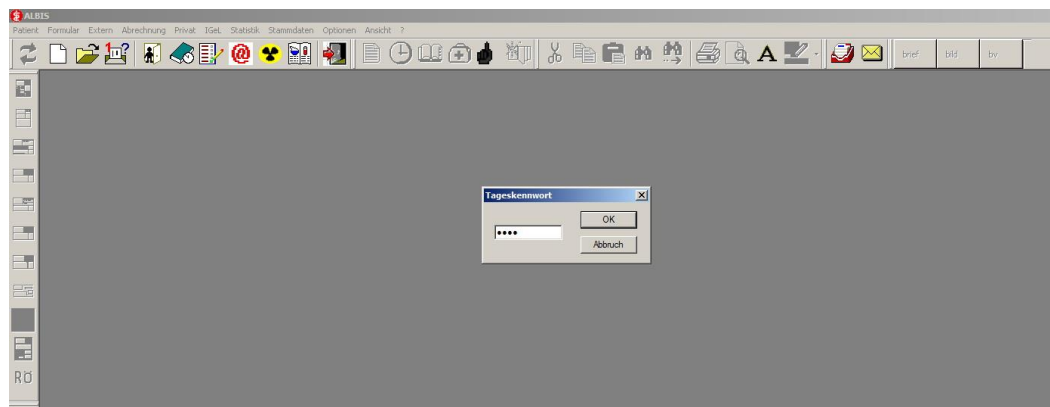 ALBIS
Patient Formular Extern Abrechnung Privat IGeL Statistik Stammdaten Optionen Ansicht ?
brief bild bv
Tageskennwort
OK
••••
Abbruch
RÖ